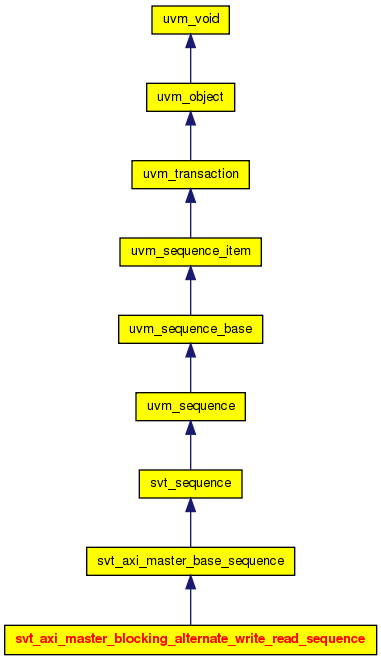 uvm_void
uvm_object
uvm_transaction
uvm_sequence_item
uvm_sequence_base
uvm_sequence
svt_sequence
svt_axi_master_base_sequence
svt_axi_master_blocking_alternate_write_read_sequence